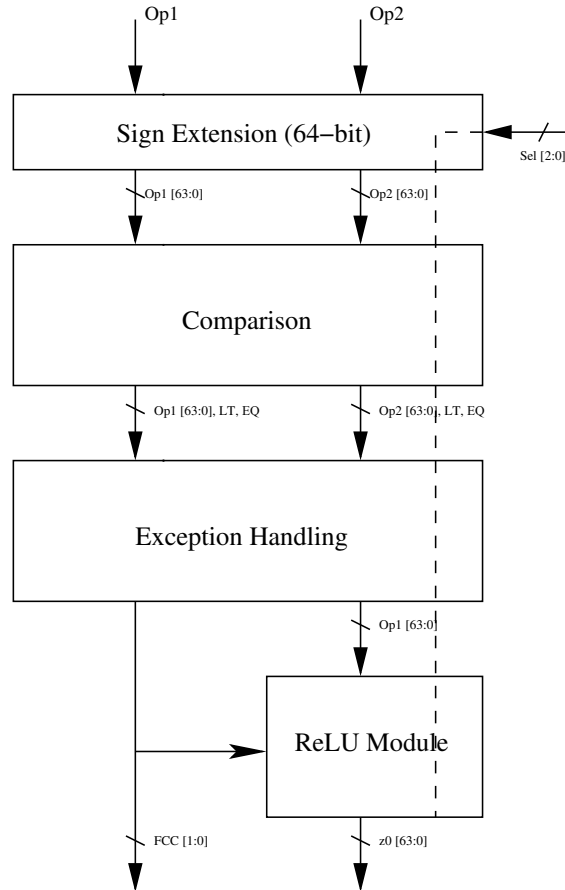 Op1
Op2
Sign Extension (64−bit)
Sel [2:0]
Op1 [63:0]
Op2 [63:0]
Comparison
Op1 [63:0], LT, EQ
Op2 [63:0], LT, EQ
Exception Handling
Op1 [63:0]
ReLU Module
FCC [1:0]
z0 [63:0]